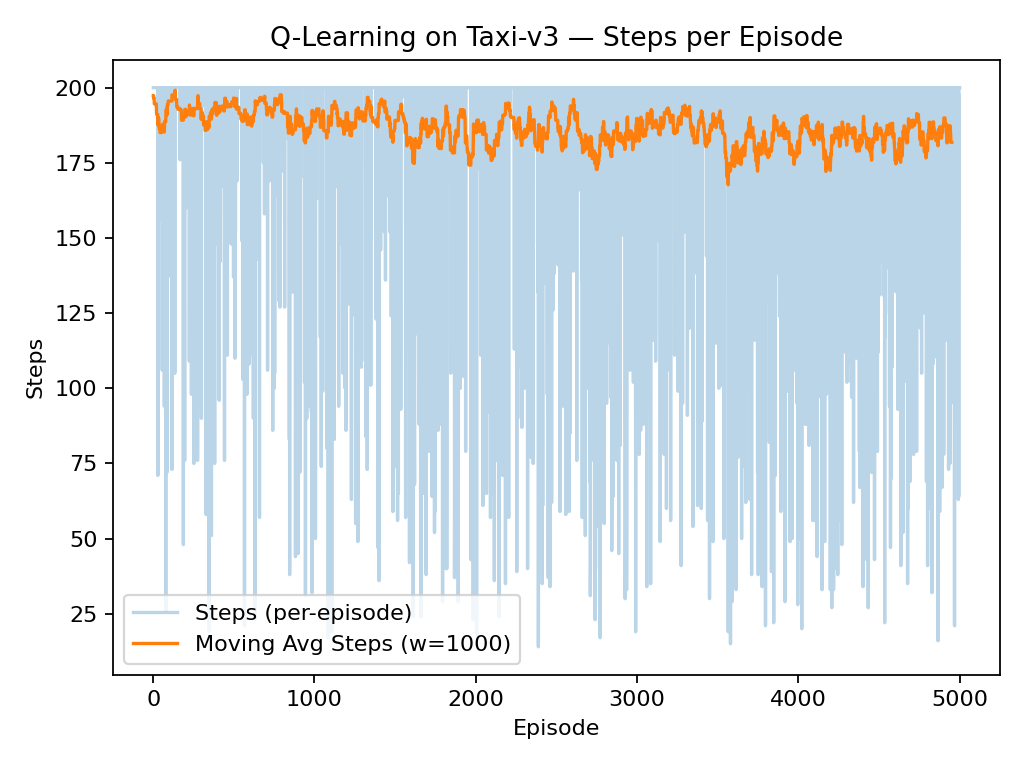 Q-Learning on Taxi-v3 — Steps per Episode
Steps
200
175
150
125
100
75
50
25
Steps (per-episode)
Moving Avg Steps (w=1000)
0 1000 2000 3000 4000 5000
Episode